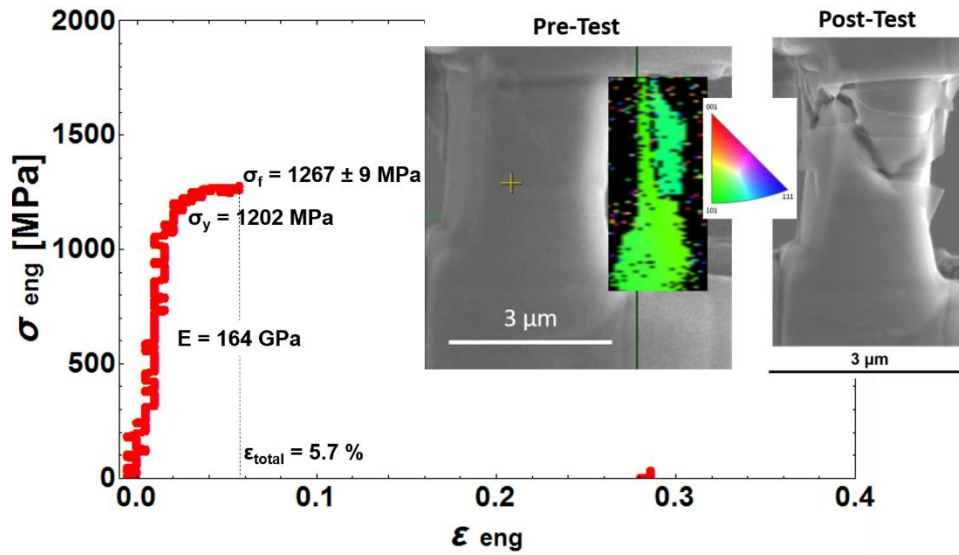 Pre-Test
Post-Test
2000
1500
1000
500
0
σ eng [MPa]
σf = 1267 ± 9 MPa
σy = 1202 MPa
E = 164 GPa
εtotal = 5.7 %
001
101
111
3 µm
3 µm
0.0
0.1
0.2
0.3
0.4
ε eng